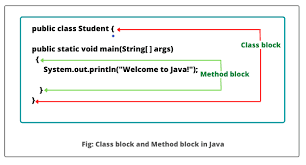 public class Student {
Class block
public static void main(String[ ] args)
{
System.out.println("Welcome to Java!");
Method block
}
}
Fig: Class block and Method block in Java